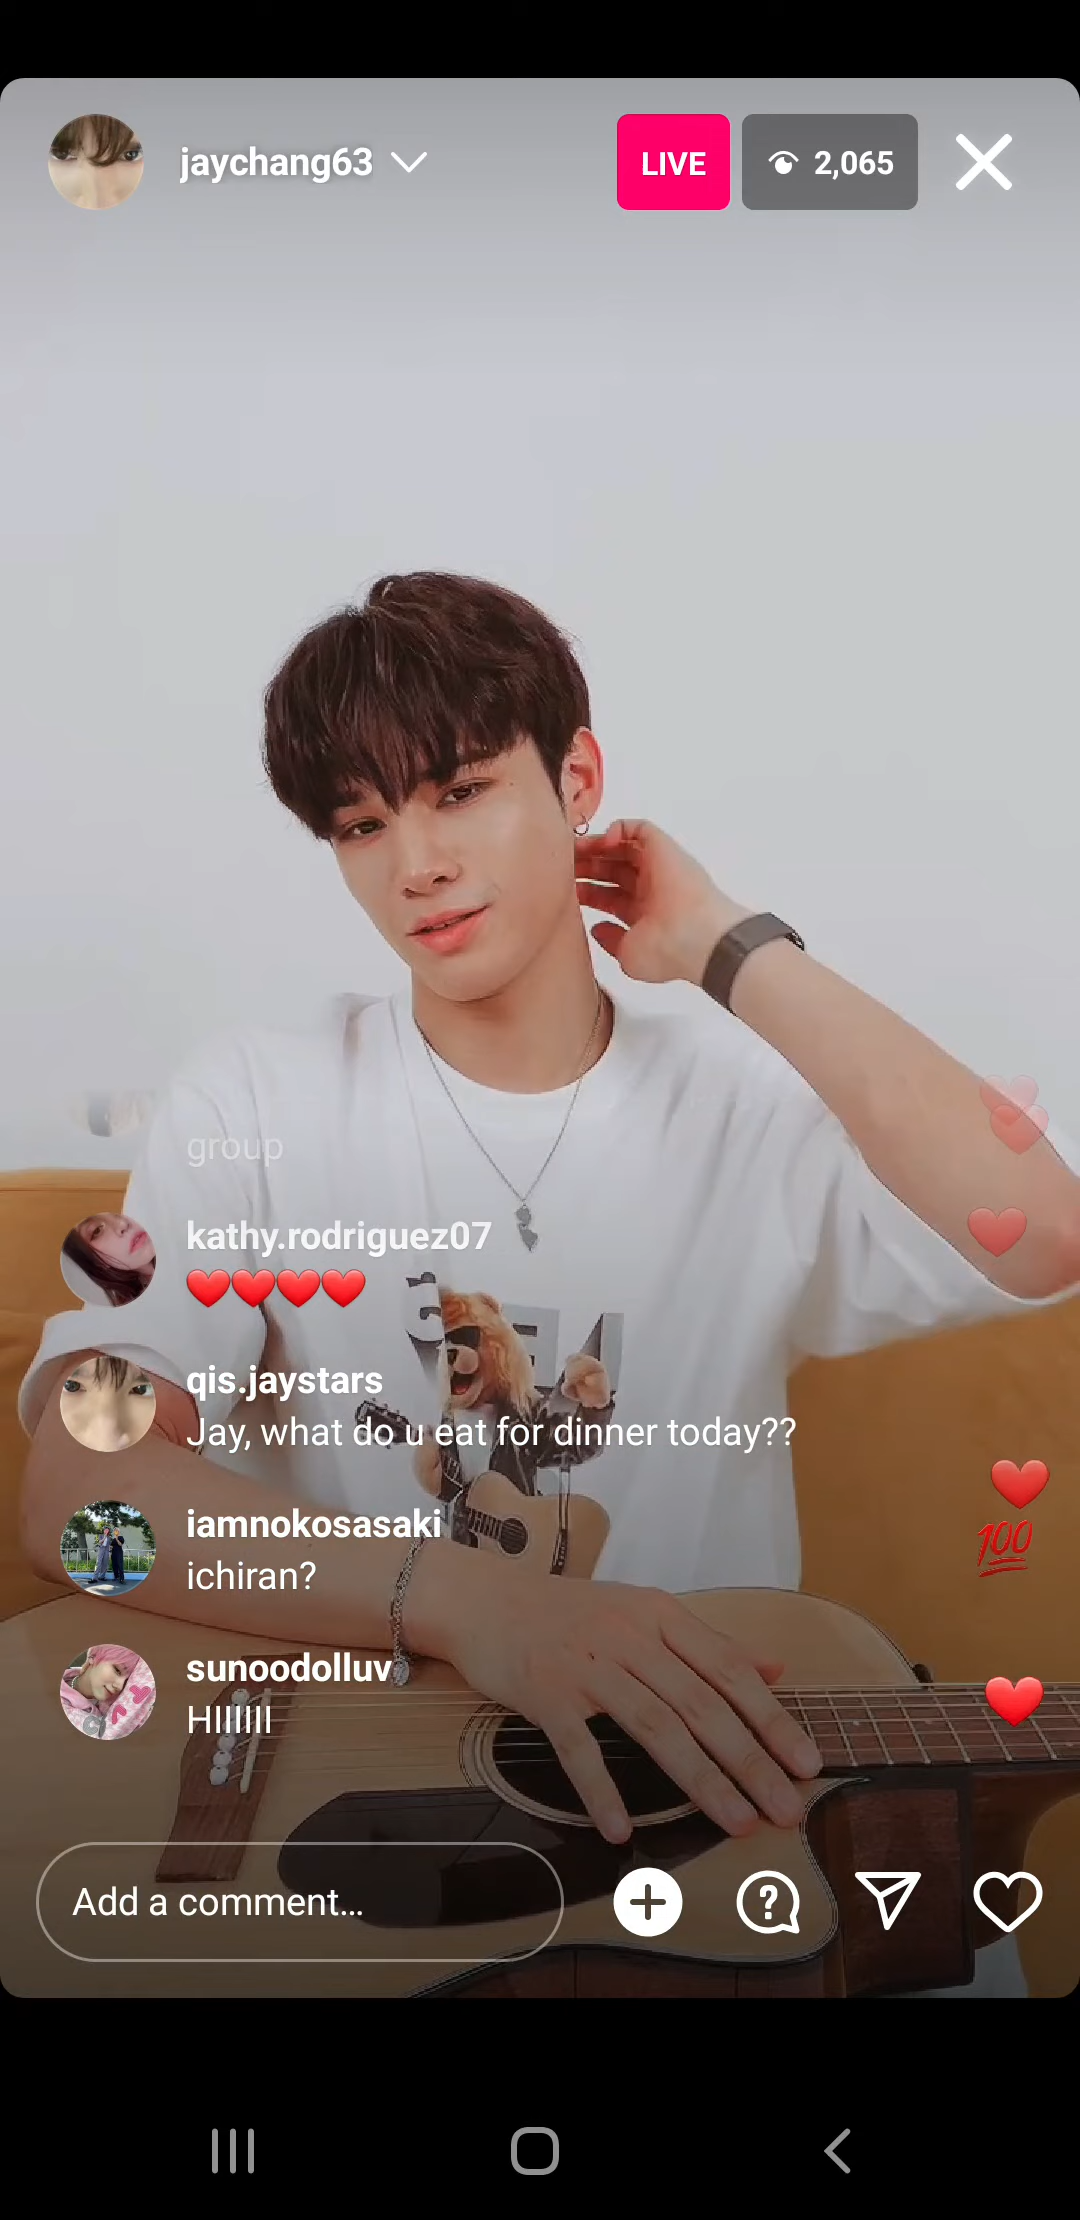 jaychang63
LIVE
2,065
group
kathy.rodriguez07
❤️❤️❤️❤️
qis.jaystars
Jay, what do u eat for dinner today??
iamnokosasaki
ichiran?
sunoodolluv
HIIIIII
💯
Add a comment...